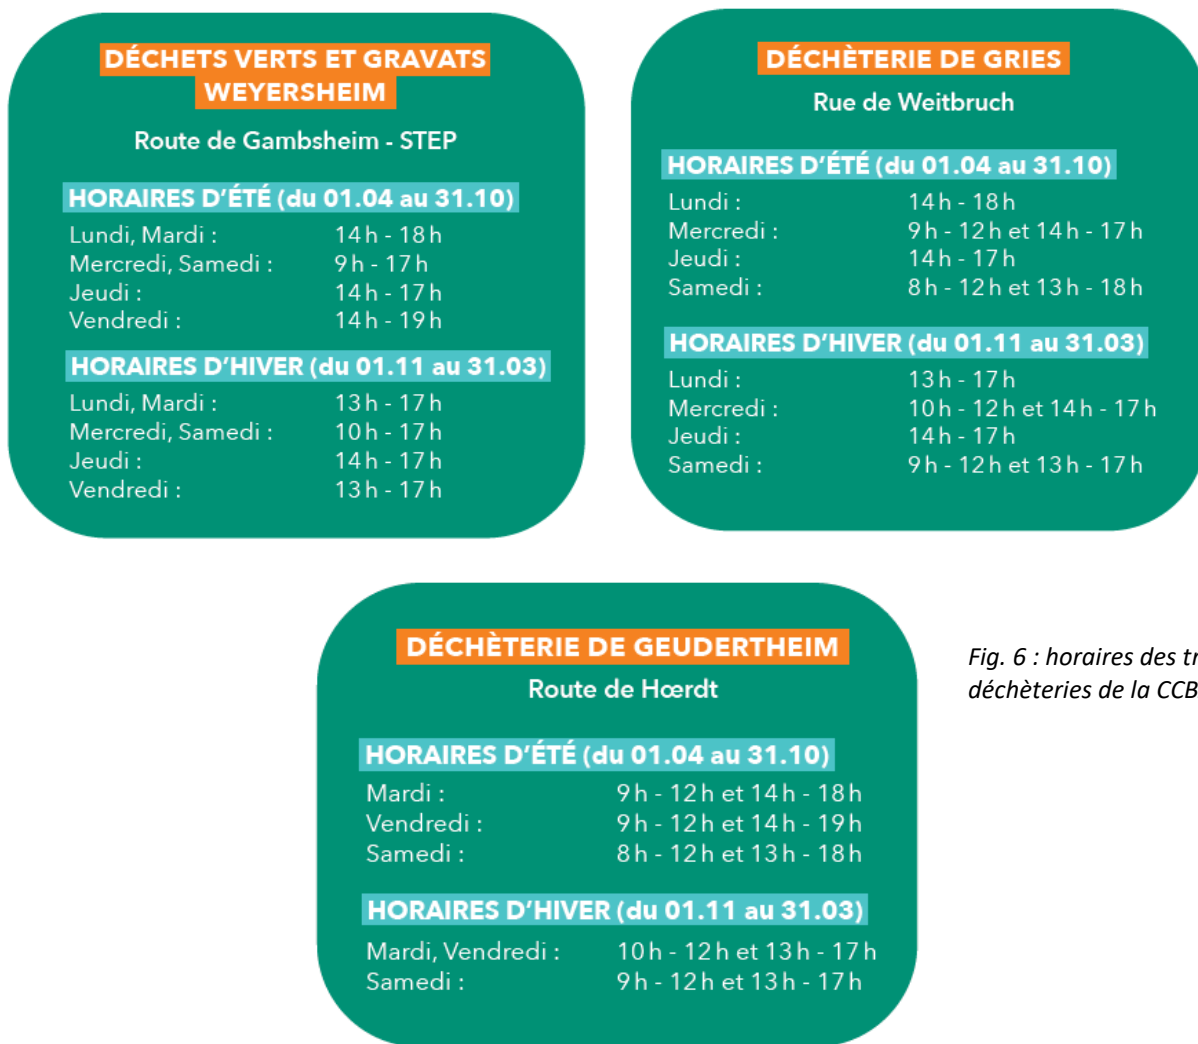 DÉCHETS VERTS ET GRAVATS
WEYERSHEIM
Route de Gambsheim - STEP
HORAIRES D'ÉTÉ (du 01.04 au 31.10)
Lundi, Mardi : 14 h - 18 h
Mercredi, Samedi : 9 h - 17 h
Jeudi : 14 h - 17 h
Vendredi : 14 h - 19 h
HORAIRES D'HIVER (du 01.11 au 31.03)
Lundi, Mardi : 13 h - 17 h
Mercredi, Samedi : 10 h - 17 h
Jeudi : 14 h - 17 h
Vendredi : 13 h - 17 h
DÉCHÈTERIE DE GRIES
Rue de Weitbruch
HORAIRES D'ÉTÉ (du 01.04 au 31.10)
Lundi : 14 h - 18 h
Mercredi : 9 h - 12 h et 14 h - 17 h
Jeudi : 14 h - 17 h
Samedi : 8 h - 12 h et 13 h - 18 h
HORAIRES D'HIVER (du 01.11 au 31.03)
Lundi : 13 h - 17 h
Mercredi : 10 h - 12 h et 14 h - 17 h
Jeudi : 14 h - 17 h
Samedi : 9 h - 12 h et 13 h - 17 h
DÉCHÈTERIE DE GEUDERTHEIM
Route de Hœrdt
HORAIRES D'ÉTÉ (du 01.04 au 31.10)
Mardi : 9 h - 12 h et 14 h - 18 h
Vendredi : 9 h - 12 h et 14 h - 19 h
Samedi : 8 h - 12 h et 13 h - 18 h
HORAIRES D'HIVER (du 01.11 au 31.03)
Mardi, Vendredi : 10 h - 12 h et 13 h - 17 h
Samedi : 9 h - 12 h et 13 h - 17 h
Fig. 6 : horaires des
déchèteries de la